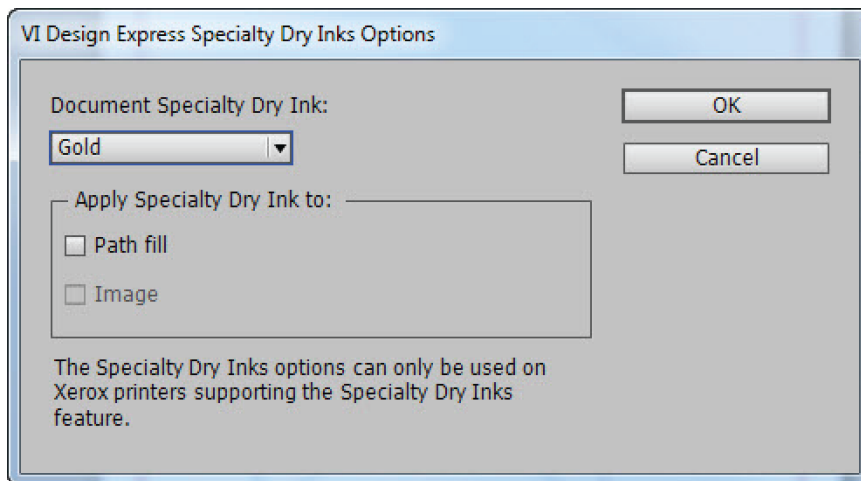 VI Design Express Specialty Dry Inks Options
Document Specialty Dry Ink:
Gold
OK
Cancel
Apply Specialty Dry Ink to:
Path fill
Image
The Specialty Dry Inks options can only be used on
Xerox printers supporting the Specialty Dry Inks
feature.